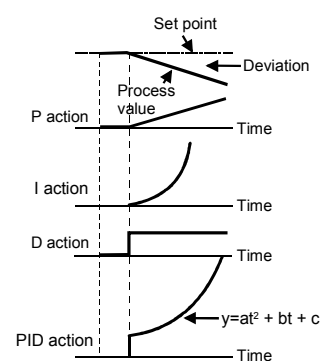 Set point
Deviation
Process
value
P action
Time
I action
Time
D action
Time
y=at² + bt + c
PID action
Time